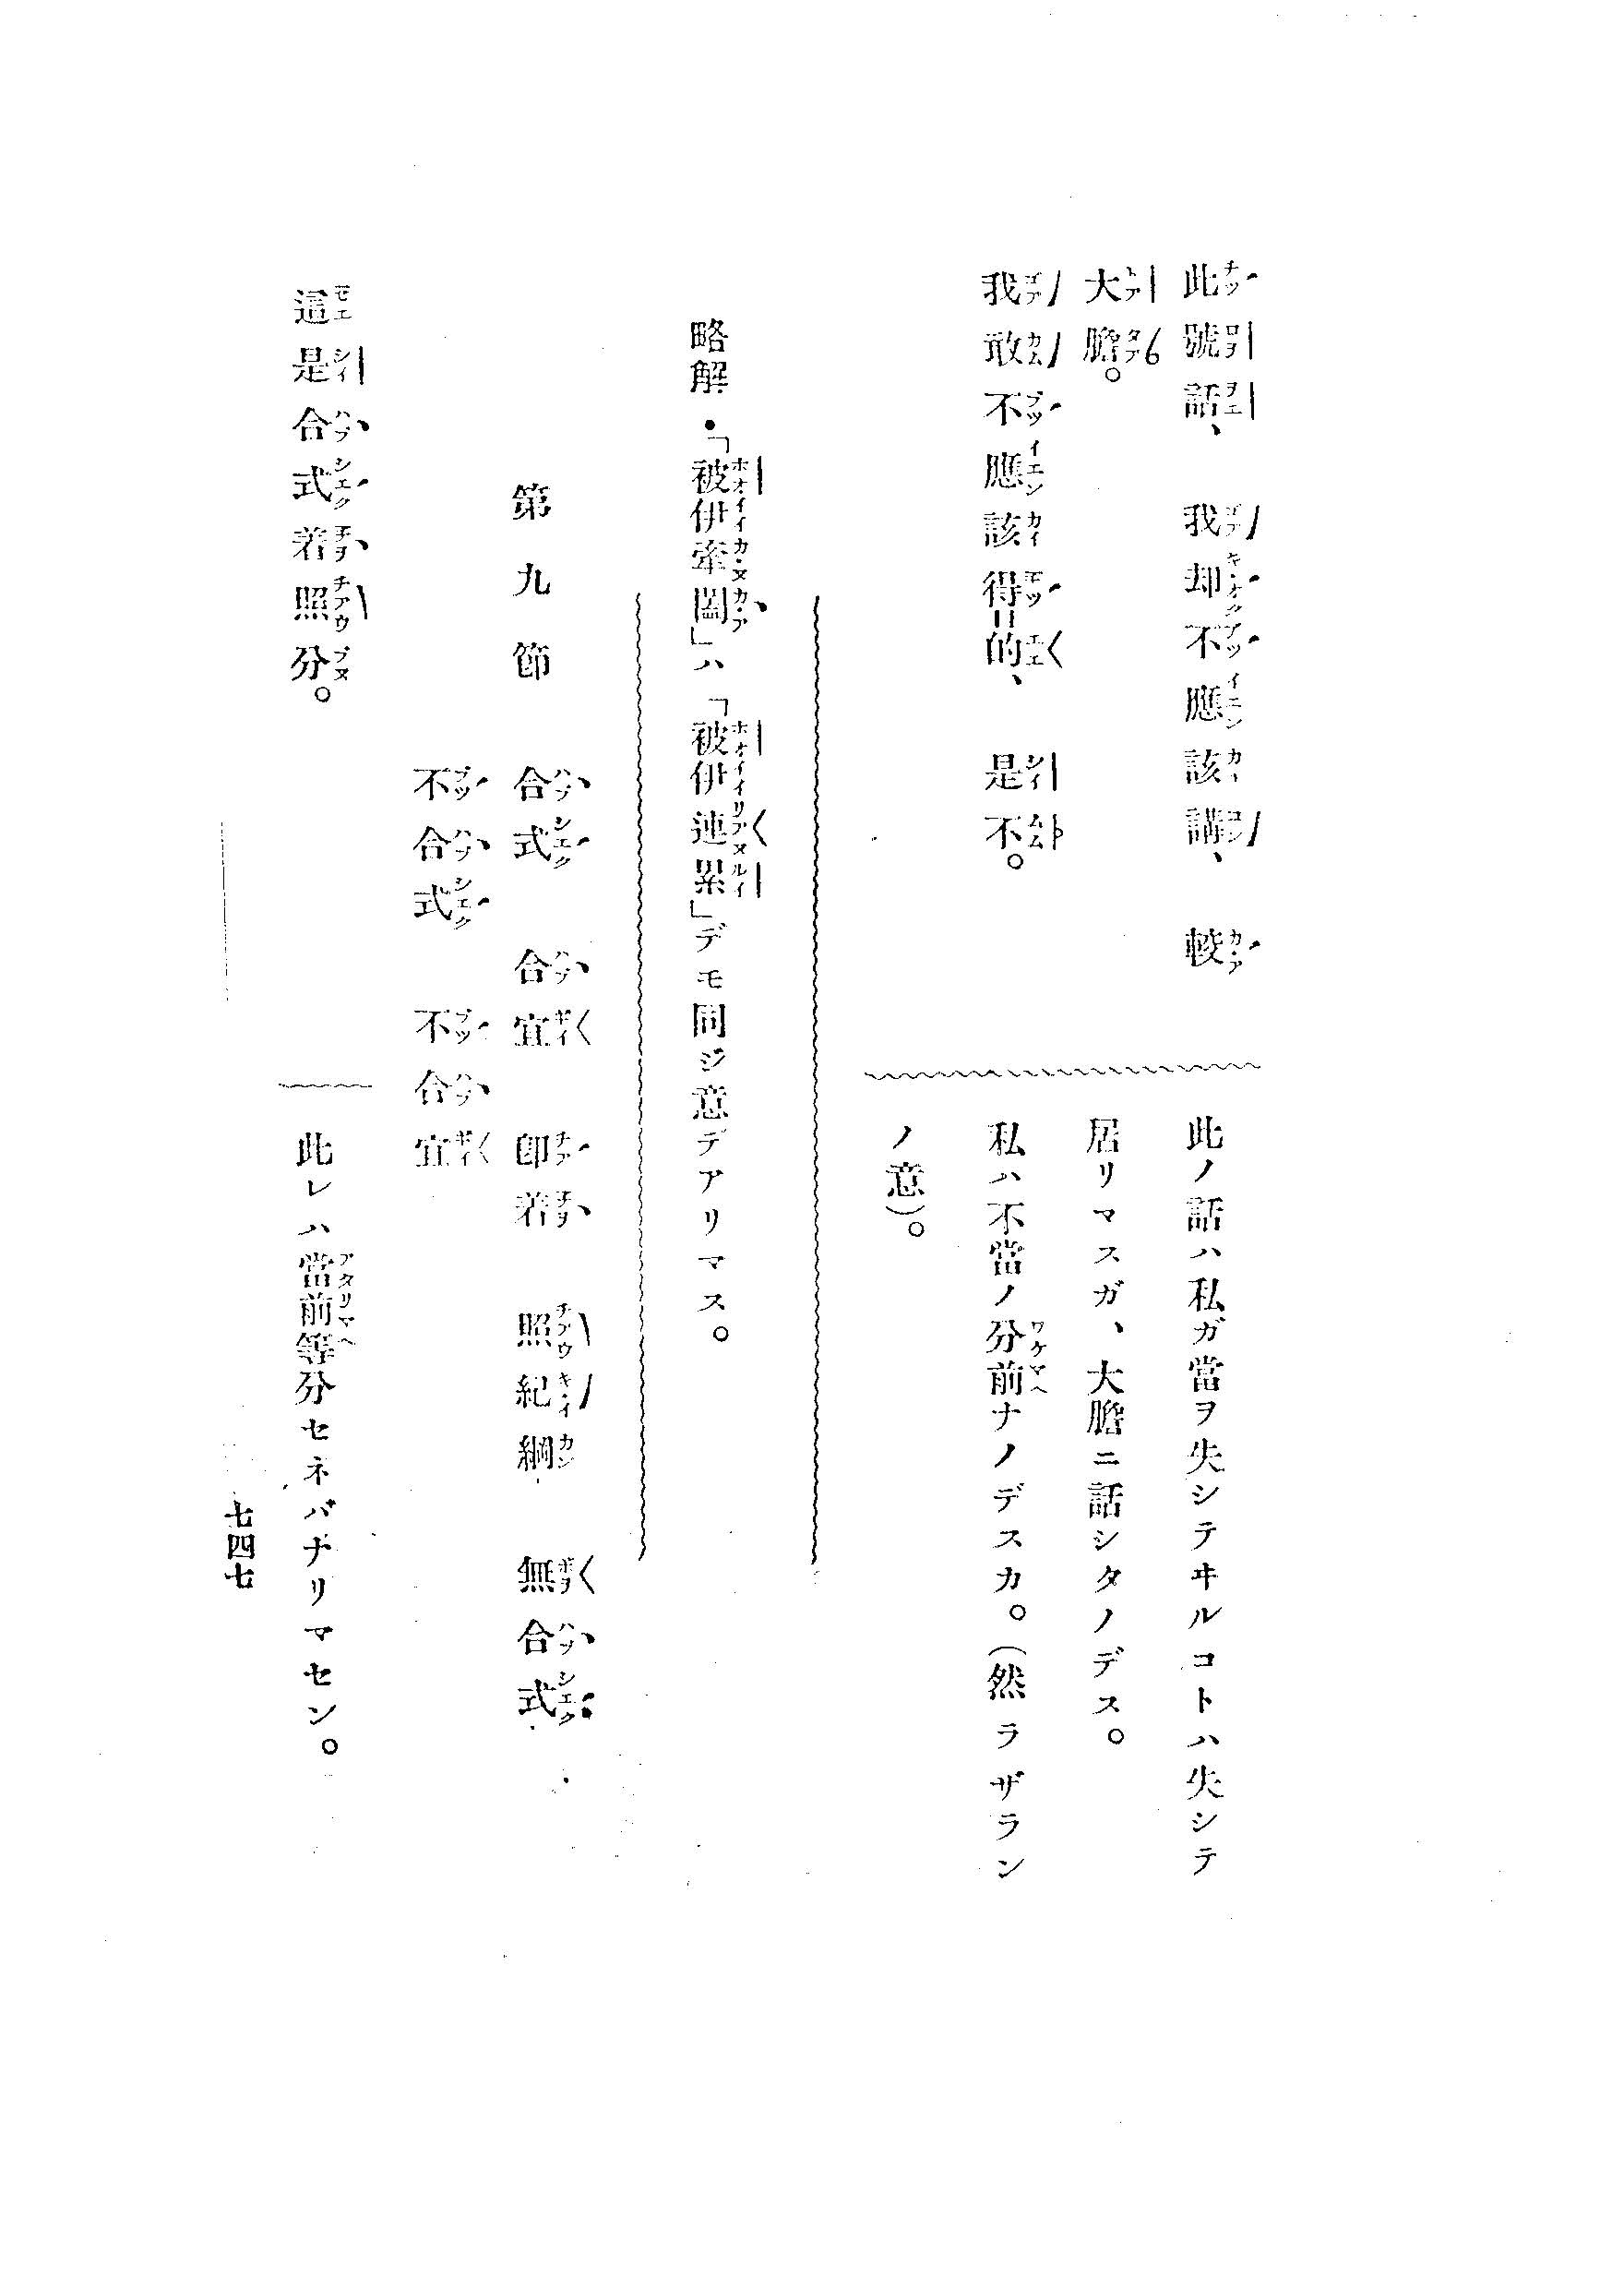 此號話、我却不應該講、較
大膽。
我敢不應該得的、是不。
此ノ話ハ私ガ當ヲ失シテヰルコトハ失シテ
居リマスガ、大膽ニ話シタノデス。
私ハ不當ノ分前ナノデスカ。(然ラザラン
ノ意)。
略解・「被伊牽闔」ハ「被伊連累」デモ同ジ意デアリマス。
第九節 合式 合宜 卽着 照紀綱 無合式
不合式 不合宜
這是合式着照分。
此レハ當前等分セネバナリマセン。
七四七